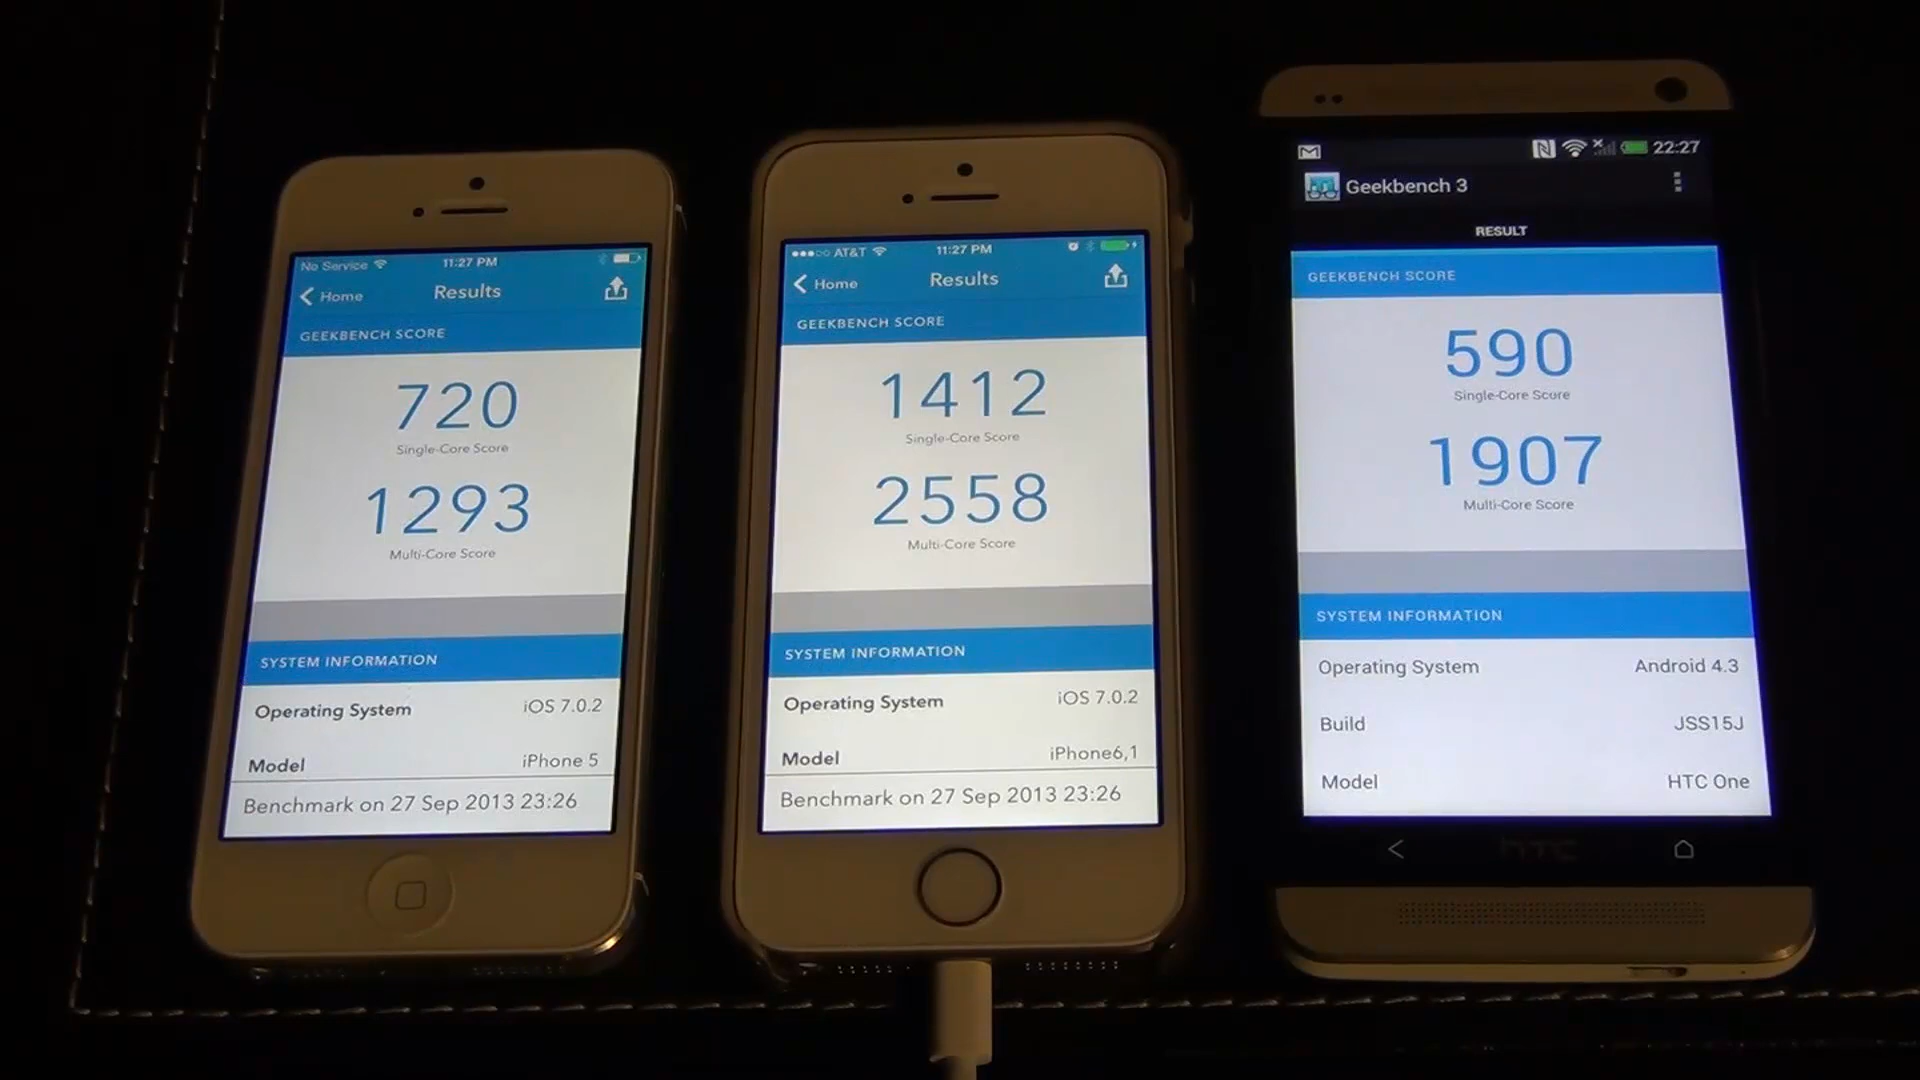 No Service 11:27 PM
Home Results
GEEKBENCH SCORE
720
Single-Core Score
1293
Multi-Core Score
SYSTEM INFORMATION
Operating System iOS 7.0.2
Model iPhone 5
Benchmark on 27 Sep 2013 23:26
AT&T 11:27 PM
Home Results
GEEKBENCH SCORE
1412
Single-Core Score
2558
Multi-Core Score
SYSTEM INFORMATION
Operating System iOS 7.0.2
Model iPhone6,1
Benchmark on 27 Sep 2013 23:26
22:27
Geekbench 3
RESULT
GEEKBENCH SCORE
590
Single-Core Score
1907
Multi-Core Score
SYSTEM INFORMATION
Operating System Android 4.3
Build JSS15J
Model HTC One
hTC